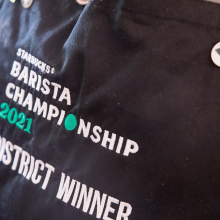 STARBUCKS®
BARISTA
CHAMPIONSHIP
2021
DISTRICT WINNER